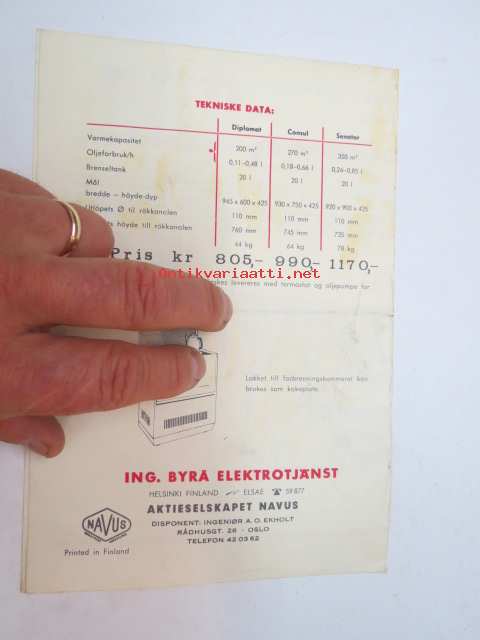 TEKNISKE DATA:
Diplomat Consul Senator
Varmekapasitet 200 m³ 270 m³ 355 m³
Oljeforbruk/h 0,11-0,48 l 0,18-0,66 l 0,26-0,85 l
Brenseltank 20 l 20 l 20 l
Mål
bredde - høyde-dyp 945 x 600 x 425 930 x 750 x 425 920 x 900 x 425
Utløpets Ø til rökkanalen 110 mm 110 mm 110 mm
høyde till rökkanalen 760 mm 745 mm 735 mm
64 kg 64 kg 78 kg
Pris kr 805,- 990,- 1170,-
Antikvariaatti.net
leveres med termostat og oljepumpe for
Lokket till forbrenningskammeret kan
brukes som kokeplate.
ING. BYRÅ ELEKTROTJÄNST
HELSINKI FINLAND ELSAE ☎ 59 877
AKTIESELSKAPET NAVUS
DISPONENT: INGENIØR A. O. EKHOLT
RÅDHUSGT. 28 - OSLO
TELEFON 42 03 62
NAVUS
Printed in Finland